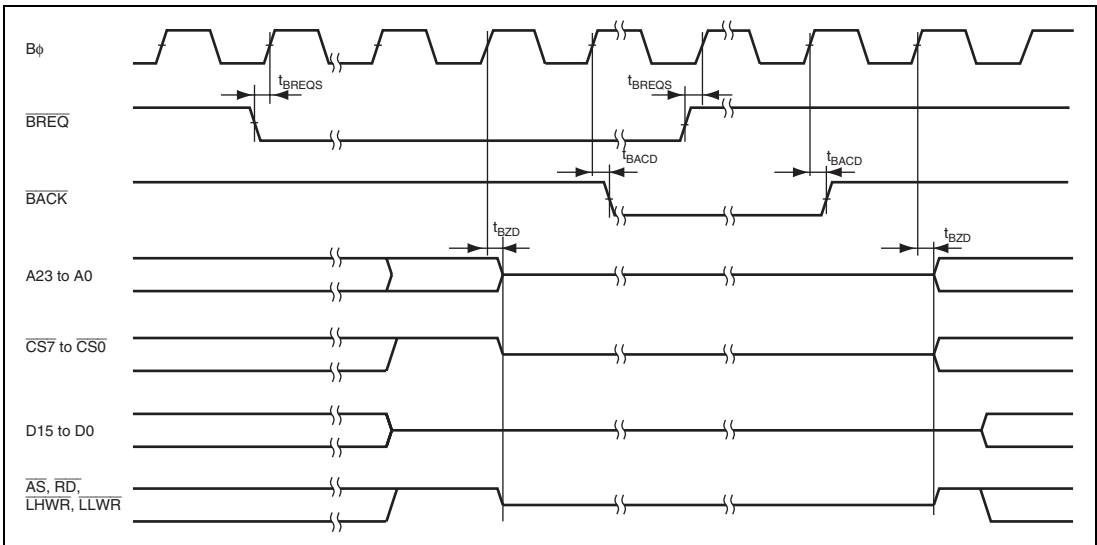 Bϕ
tBREQS
tBREQS
BREQ
tBACD
tBACD
BACK
tBZD
tBZD
A23 to A0
CS7 to CS0
D15 to D0
AS, RD,
LHWR, LLWR